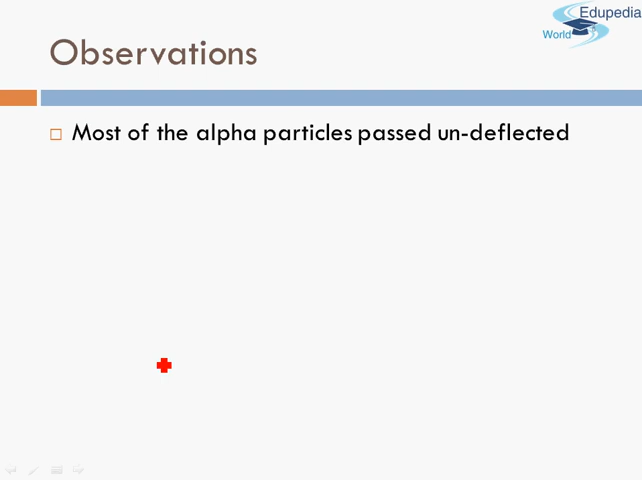 Edupedia
World
Observations
Most of the alpha particles passed un-deflected